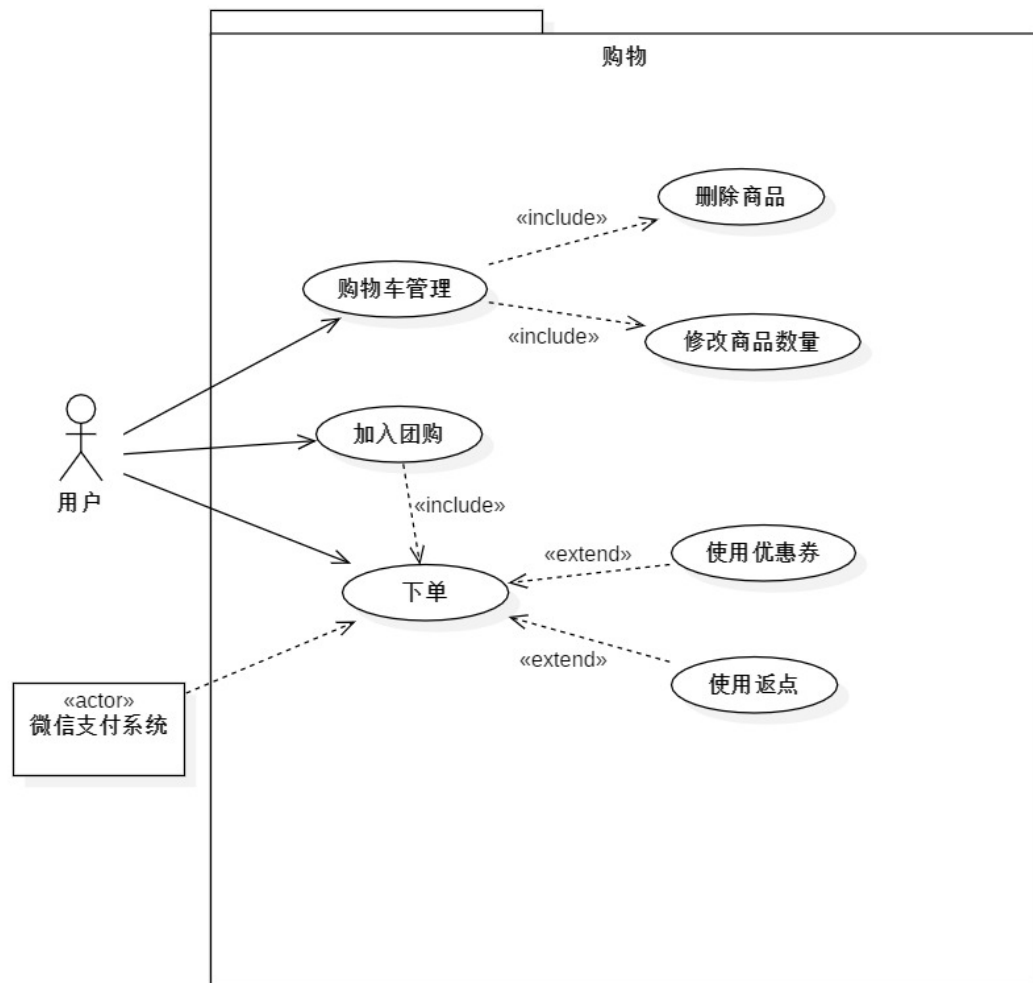 购物
删除商品
«include»
购物车管理
«include»
修改商品数量
加入团购
用户
«include»
«extend»
使用优惠券
下单
«extend»
使用返点
«actor»
微信支付系统